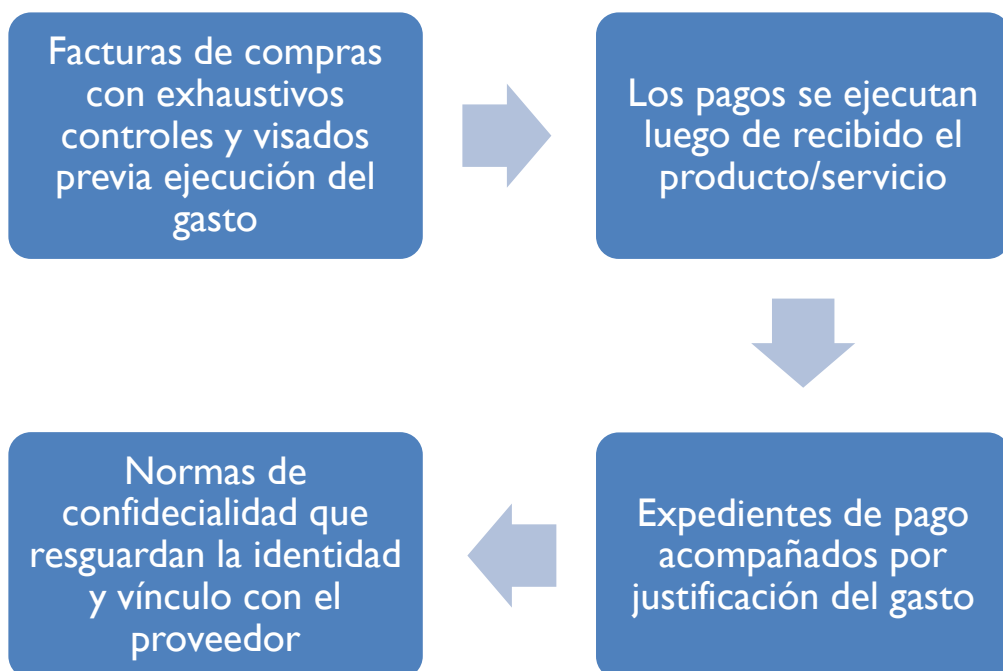 Facturas de compras
con exhaustivos
controles y visados
previa ejecución del
gasto
Los pagos se ejecutan
luego de recibido el
producto/servicio
Expedientes de pago
acompañados por
justificación del gasto
Normas de
confidecialidad que
resguardan la identidad
y vínculo con el
proveedor